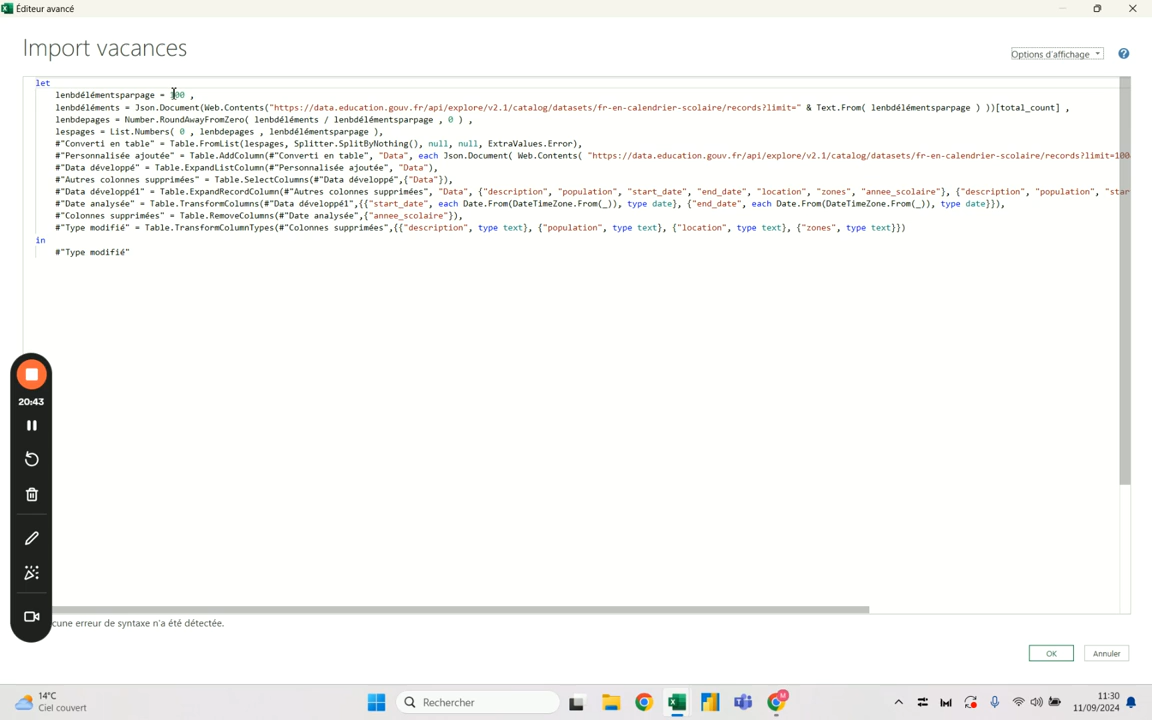 Éditeur avancé
Import vacances
Options d'affichage
?
let
lenbdélémentsparpage = 100 ,
lenbdéléments = Json.Document(Web.Contents("https://data.education.gouv.fr/api/explore/v2.1/catalog/datasets/fr-en-calendrier-scolaire/records?limit=" & Text.From( lenbdélémentsparpage ) ))[total_count] ,
lenbdepages = Number.RoundAwayFromZero( lenbdéléments / lenbdélémentsparpage , 0 ) ,
lespages = List.Numbers( 0 , lenbdepages , lenbdélémentsparpage ),
#"Converti en table" = Table.FromList(lespages, Splitter.SplitByNothing(), null, null, ExtraValues.Error),
#"Personnalisée ajoutée" = Table.AddColumn(#"Converti en table", "Data", each Json.Document( Web.Contents( "https://data.education.gouv.fr/api/explore/v2.1/catalog/datasets/fr-en-calendrier-scolaire/records?limit=100
#"Data développé" = Table.ExpandListColumn(#"Personnalisée ajoutée", "Data"),
#"Autres colonnes supprimées" = Table.SelectColumns(#"Data développé",{"Data"}),
#"Data développé1" = Table.ExpandRecordColumn(#"Autres colonnes supprimées", "Data", {"description", "population", "start_date", "end_date", "location", "zones", "annee_scolaire"}, {"description", "population", "star
#"Date analysée" = Table.TransformColumns(#"Data développé1",{{"start_date", each Date.From(DateTimeZone.From(_)), type date}, {"end_date", each Date.From(DateTimeZone.From(_)), type date}}),
#"Colonnes supprimées" = Table.RemoveColumns(#"Date analysée",{"annee_scolaire"}),
#"Type modifié" = Table.TransformColumnTypes(#"Colonnes supprimées",{{"description", type text}, {"population", type text}, {"location", type text}, {"zones", type text}})
in
#"Type modifié"
20:43
cune erreur de syntaxe n'a été détectée.
OK
Annuler
14°C
Ciel couvert
Rechercher
11:30
11/09/2024